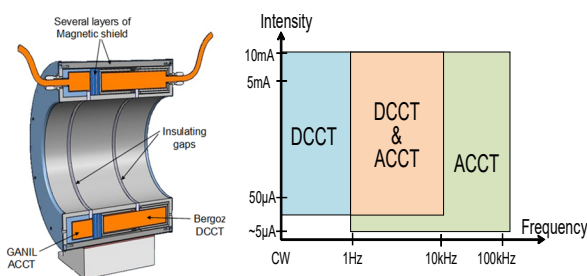 Several layers of
Magnetic shield
Insulating
gaps
Bergoz
DCCT
GANIL
ACCT
Intensity
10mA
5mA
50µA
~5µA
DCCT
DCCT
&
ACCT
ACCT
Frequency
CW
1Hz
10kHz
100kHz